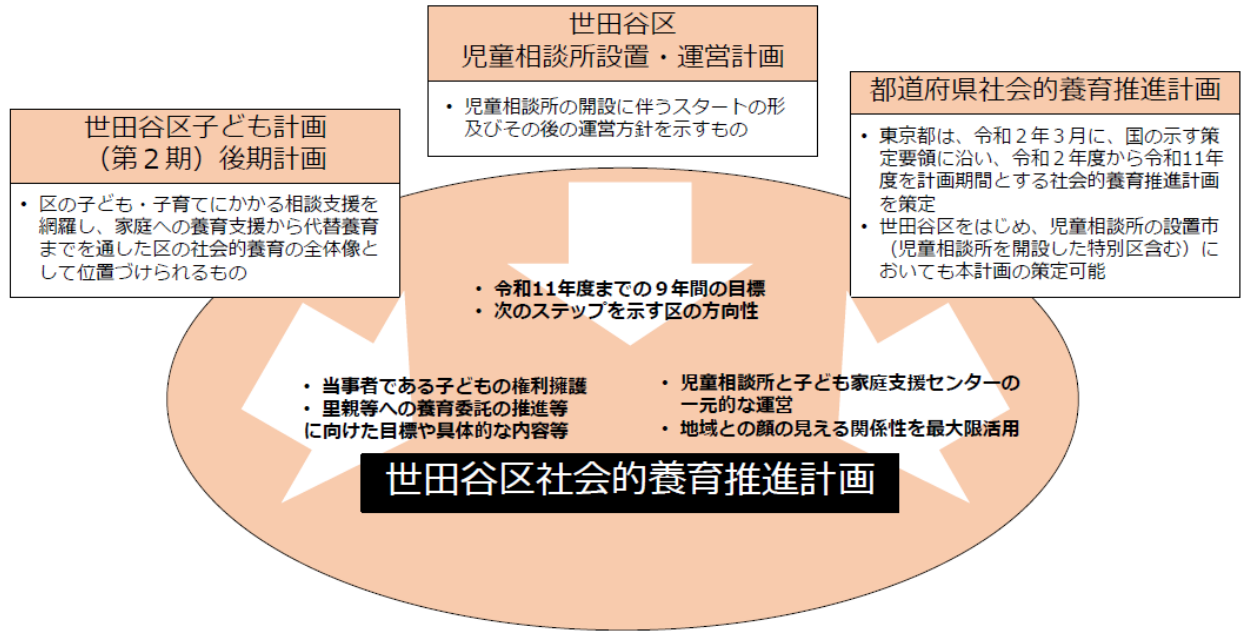 世田谷区
児童相談所設置・運営計画
• 児童相談所の開設に伴うスタートの形
及びその後の運営方針を示すもの
世田谷区子ども計画
（第２期）後期計画
• 区の子ども・子育てにかかる相談支援を
網羅し、家庭への養育支援から代替養育
までを通した区の社会的養育の全体像と
して位置づけられるもの
都道府県社会的養育推進計画
• 東京都は、令和２年３月に、国の示す策
定要領に沿い、令和２年度から令和11年
度を計画期間とする社会的養育推進計画
を策定
• 世田谷区をはじめ、児童相談所の設置市
（児童相談所を開設した特別区含む）に
おいても本計画の策定可能
• 令和11年度までの９年間の目標
• 次のステップを示す区の方向性
• 当事者である子どもの権利擁護
• 里親等への養育委託の推進等
に向けた目標や具体的な内容等
• 児童相談所と子ども家庭支援センターの
一元的な運営
• 地域との顔の見える関係性を最大限活用
世田谷区社会的養育推進計画